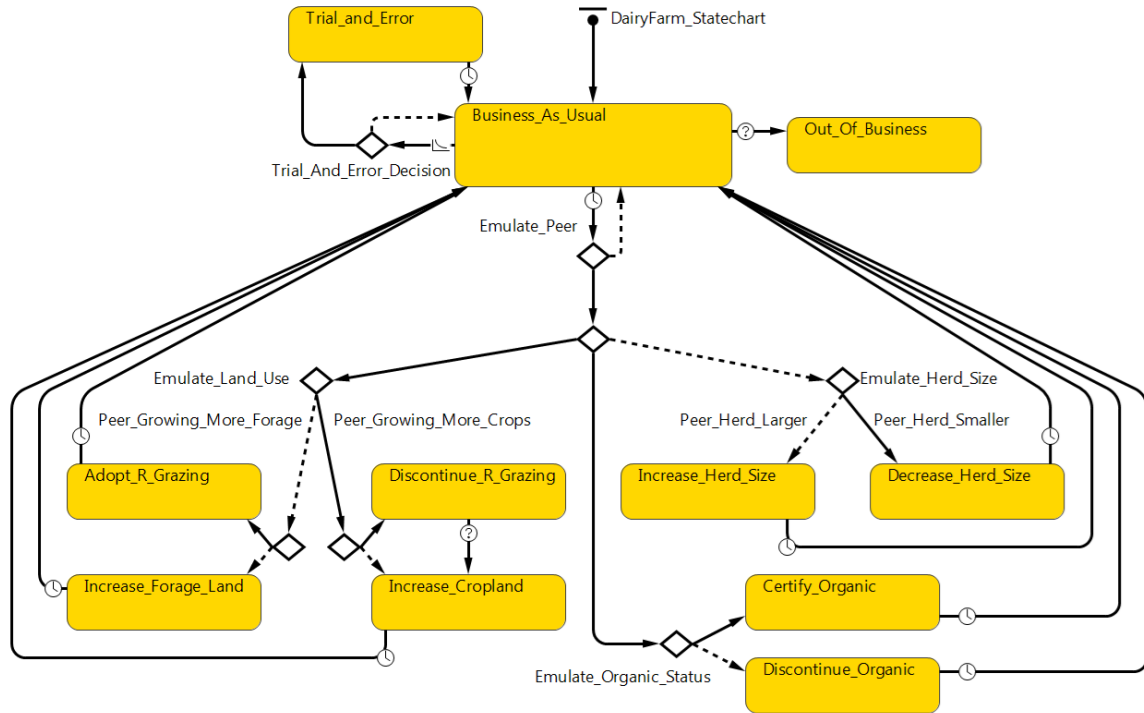 Trial_and_Error
DairyFarm_Statechart
Business_As_Usual
Out_Of_Business
?
Trial_And_Error_Decision
Emulate_Peer
Emulate_Land_Use
Emulate_Herd_Size
Peer_Growing_More_Forage
Peer_Growing_More_Crops
Peer_Herd_Larger
Peer_Herd_Smaller
Adopt_R_Grazing
Discontinue_R_Grazing
Increase_Herd_Size
Decrease_Herd_Size
?
Increase_Forage_Land
Increase_Cropland
Certify_Organic
Discontinue_Organic
Emulate_Organic_Status